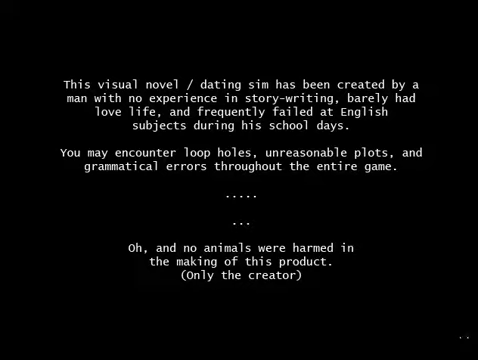 This visual novel / dating sim has been created by a
man with no experience in story-writing, barely had
love life, and frequently failed at English
subjects during his school days.
You may encounter loop holes, unreasonable plots, and
grammatical errors throughout the entire game.
.....
...
Oh, and no animals were harmed in
the making of this product.
(Only the creator)
..